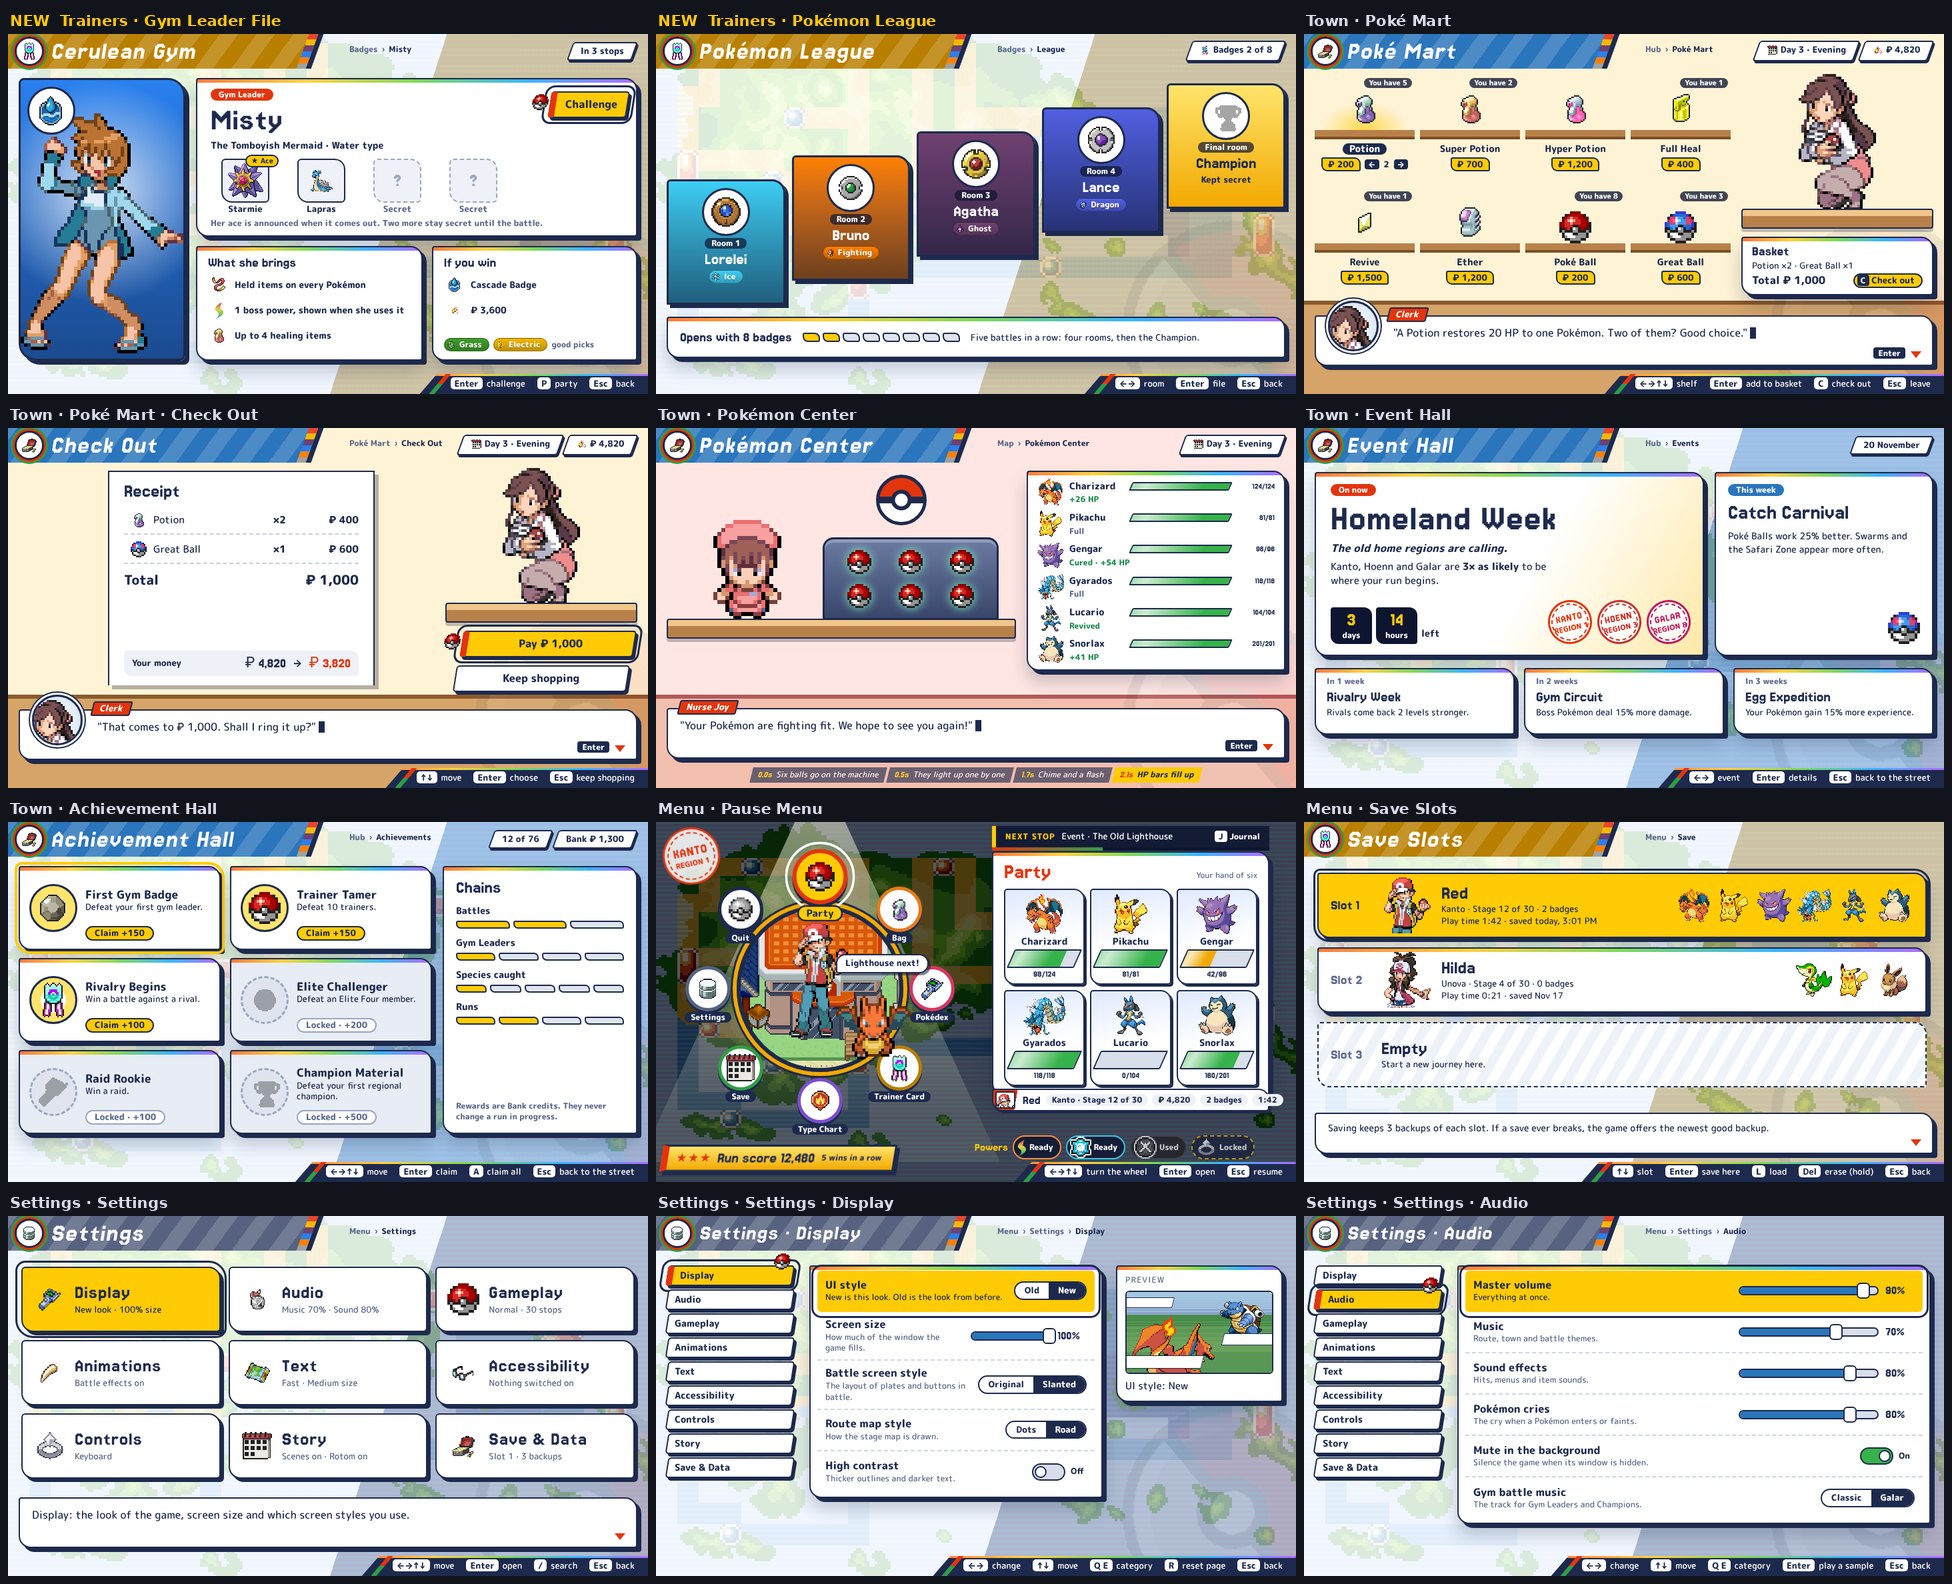 NEW Trainers · Gym Leader File
Cerulean Gym
Badges › Misty
In 3 stops
Gym Leader
Misty
Challenge
The Tomboyish Mermaid · Water type
★ Ace
?
?
Starmie
Lapras
Secret
Secret
Her ace is announced when it comes out. Two more stay secret until the battle.
What she brings
Held items on every Pokémon
1 boss power, shown when she uses it
Up to 4 healing items
If you win
Cascade Badge
₽ 3,600
Grass
Electric
good picks
Enter challenge P party Esc back
NEW Trainers · Pokémon League
Pokémon League
Badges › League
Badges 2 of 8
Room 1
Lorelei
Ice
Room 2
Bruno
Fighting
Room 3
Agatha
Ghost
Room 4
Lance
Dragon
Final room
Champion
Kept secret
Opens with 8 badges
Five battles in a row: four rooms, then the Champion.
←→ room Enter file Esc back
Town · Poké Mart
Poké Mart
Hub › Poké Mart
Day 3 · Evening
₽ 4,820
You have 5
You have 2
You have 1
Potion
Super Potion
Hyper Potion
Full Heal
₽ 200 ← 2 →
₽ 700
₽ 1,200
₽ 400
You have 1
You have 8
You have 3
Revive
Ether
Poké Ball
Great Ball
₽ 1,500
₽ 1,200
₽ 200
₽ 600
Basket
Potion ×2 · Great Ball ×1
Total ₽ 1,000
C Check out
Clerk
"A Potion restores 20 HP to one Pokémon. Two of them? Good choice."
Enter
←→↑↓ shelf Enter add to basket C check out Esc leave
Town · Poké Mart · Check Out
Check Out
Poké Mart › Check Out
Day 3 · Evening
₽ 4,820
Receipt
Potion ×2 ₽ 400
Great Ball ×1 ₽ 600
Total ₽ 1,000
Your money ₽ 4,820 → ₽ 3,820
Pay ₽ 1,000
Keep shopping
Clerk
"That comes to ₽ 1,000. Shall I ring it up?"
Enter
↑↓ move Enter choose Esc keep shopping
Town · Pokémon Center
Pokémon Center
Map › Pokémon Center
Day 3 · Evening
Charizard 124/124
+26 HP
Pikachu 81/81
Full
Gengar 98/98
Cured · +54 HP
Gyarados 118/118
Full
Lucario 104/104
Revived
Snorlax 201/201
+41 HP
Nurse Joy
"Your Pokémon are fighting fit. We hope to see you again!"
Enter
0.0s Six balls go on the machine
0.5s They light up one by one
1.7s Chime and a flash
2.1s HP bars fill up
Town · Event Hall
Event Hall
Hub › Events
20 November
On now
Homeland Week
The old home regions are calling.
Kanto, Hoenn and Galar are 3× as likely to be
where your run begins.
3 days
14 hours
left
KANTO REGION 1
HOENN REGION 3
GALAR REGION 8
This week
Catch Carnival
Poké Balls work 25% better. Swarms and
the Safari Zone appear more often.
In 1 week
Rivalry Week
Rivals come back 2 levels stronger.
In 2 weeks
Gym Circuit
Boss Pokémon deal 15% more damage.
In 3 weeks
Egg Expedition
Your Pokémon gain 15% more experience.
←→ event Enter details Esc back to the street
Town · Achievement Hall
Achievement Hall
Hub › Achievements
12 of 76
Bank ₽ 1,300
First Gym Badge
Defeat your first gym leader.
Claim +150
Trainer Tamer
Defeat 10 trainers.
Claim +150
Rivalry Begins
Win a battle against a rival.
Claim +100
Elite Challenger
Defeat an Elite Four member.
Locked · +200
Raid Rookie
Win a raid.
Locked · +100
Champion Material
Defeat your first regional
champion.
Locked · +500
Chains
Battles
Gym Leaders
Species caught
Runs
Rewards are Bank credits. They never
change a run in progress.
←→↑↓ move Enter claim A claim all Esc back to the street
Menu · Pause Menu
KANTO
REGION 1
NEXT STOP Event · The Old Lighthouse
J Journal
Party
Quit
Bag
Lighthouse next!
Settings
Pokédex
Save
Trainer Card
Type Chart
Party
Your hand of six
Charizard
Pikachu
Gengar
98/124
81/81
42/98
Gyarados
Lucario
Snorlax
118/118
0/104
160/201
Red Kanto · Stage 12 of 30 ₽ 4,820 2 badges 1:42
Powers Ready Ready Used Locked
★★★ Run score 12,480 5 wins in a row
←→↑↓ turn the wheel Enter open Esc resume
Menu · Save Slots
Save Slots
Menu › Save
Slot 1
Red
Kanto · Stage 12 of 30 · 2 badges
Play time 1:42 · saved today, 3:01 PM
Slot 2
Hilda
Unova · Stage 4 of 30 · 0 badges
Play time 0:21 · saved Nov 17
Slot 3
Empty
Start a new journey here.
Saving keeps 3 backups of each slot. If a save ever breaks, the game offers the newest good backup.
↑↓ slot Enter save here L load Del erase (hold) Esc back
Settings · Settings
Settings
Menu › Settings
Display
New look · 100% size
Audio
Music 70% · Sound 80%
Gameplay
Normal · 30 stops
Animations
Battle effects on
Text
Fast · Medium size
Accessibility
Nothing switched on
Controls
Keyboard
Story
Scenes on · Rotom on
Save & Data
Slot 1 · 3 backups
Display: the look of the game, screen size and which screen styles you use.
←→↑↓ move Enter open / search Esc back
Settings · Settings · Display
Settings · Display
Menu › Settings › Display
Display
Audio
Gameplay
Animations
Text
Accessibility
Controls
Story
Save & Data
UI style
New is this look. Old is the look from before.
Old New
Screen size
How much of the window the
game fills.
100%
Battle screen style
The layout of plates and buttons in
battle.
Original Slanted
Route map style
How the stage map is drawn.
Dots Road
High contrast
Thicker outlines and darker text.
Off
PREVIEW
UI style: New
←→ change ↑↓ move Q E category R reset page Esc back
Settings · Settings · Audio
Settings · Audio
Menu › Settings › Audio
Display
Audio
Gameplay
Animations
Text
Accessibility
Controls
Story
Save & Data
Master volume
Everything at once.
90%
Music
Route, town and battle themes.
70%
Sound effects
Hits, menus and item sounds.
80%
Pokémon cries
The cry when a Pokémon enters or faints.
80%
Mute in the background
Silence the game when its window is hidden.
On
Gym battle music
The track for Gym Leaders and Champions.
Classic Galar
←→ change ↑↓ move Q E category Enter play a sample Esc back